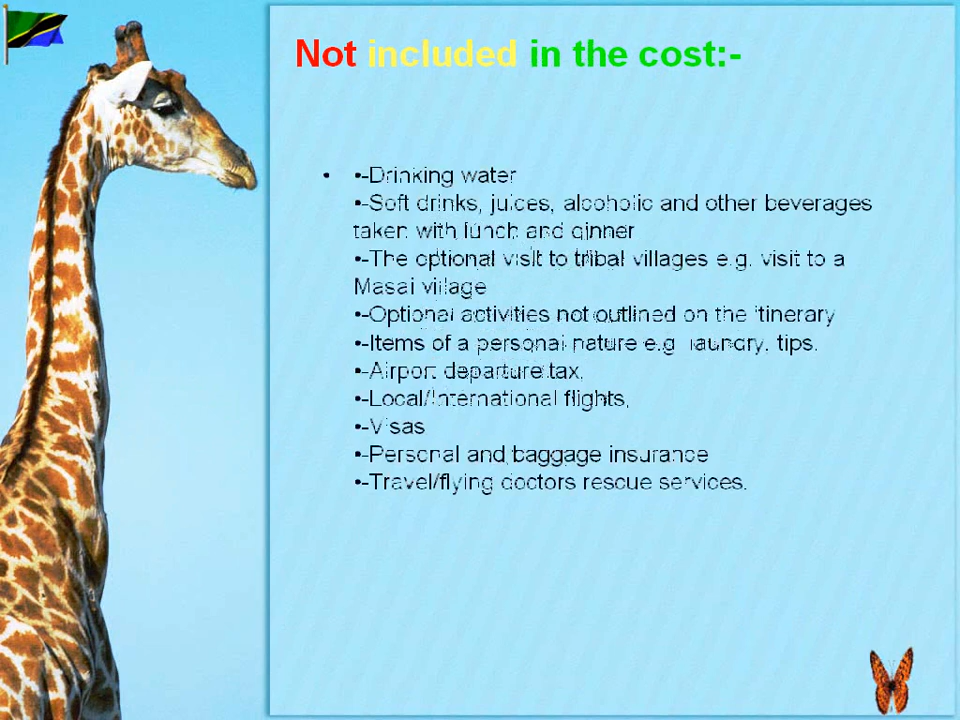 Not included in the cost:-
• •-Drinking water
•-Soft drinks, juices, alcoholic and other beverages
taken with lunch and dinner
•-The optional visit to tribal villages e.g. visit to a
Masai village
•-Optional activities not outlined on the itinerary
•-Items of a personal nature e.g. laundry, tips.
•-Airport departure tax,
•-Local/International flights,
•-Visas
•-Personal and baggage insurance
•-Travel/flying doctors rescue services.